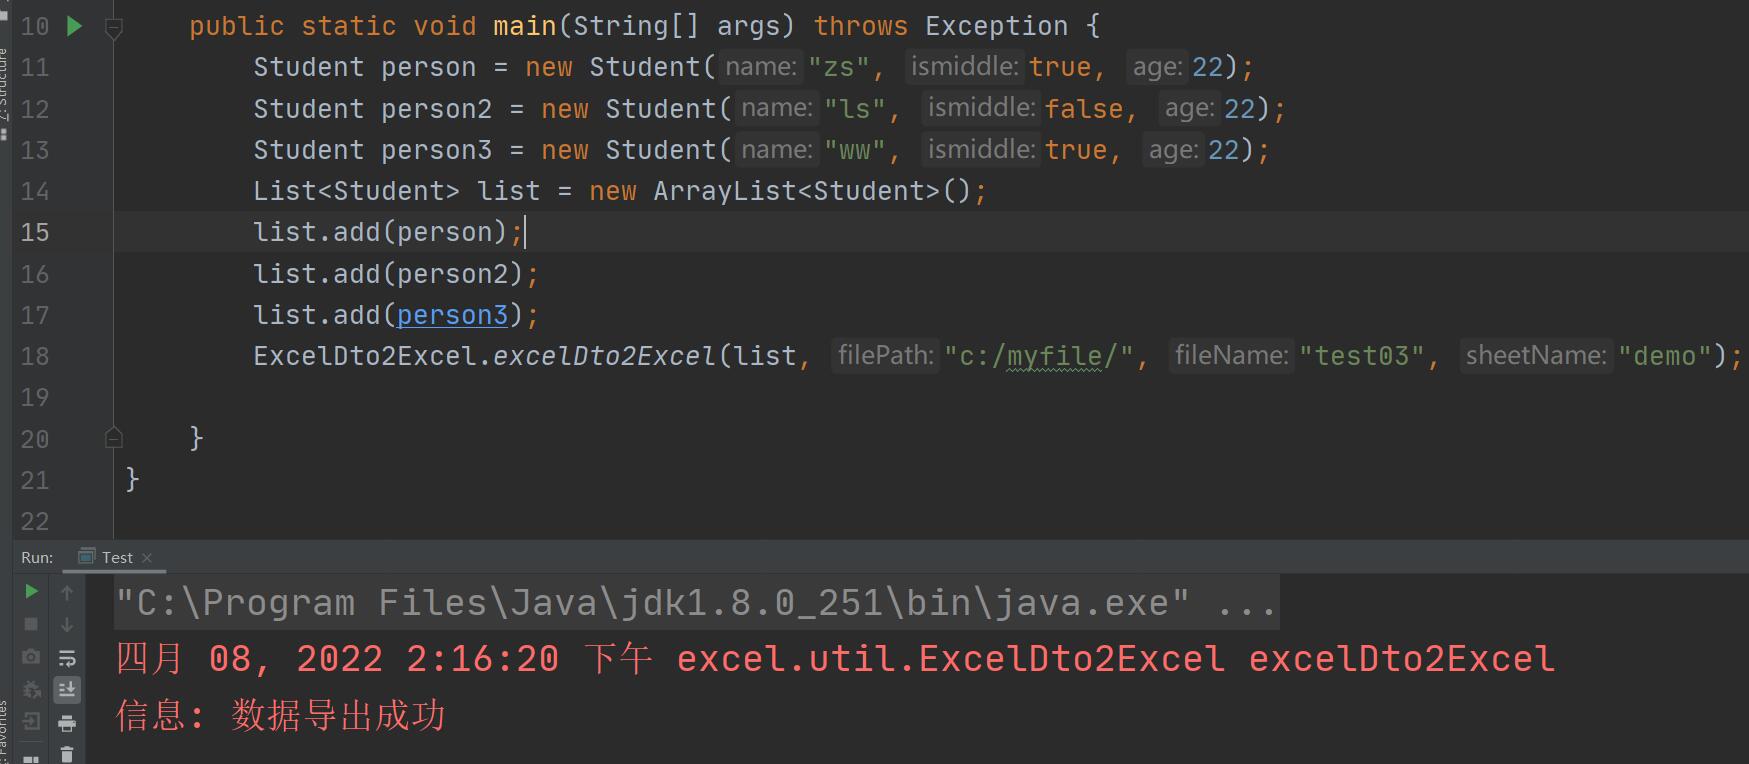 10 public static void main(String[] args) throws Exception {
11 Student person = new Student( name: "zs", ismiddle: true, age: 22);
12 Student person2 = new Student( name: "ls", ismiddle: false, age: 22);
13 Student person3 = new Student( name: "ww", ismiddle: true, age: 22);
14 List<Student> list = new ArrayList<Student>();
15 list.add(person);
16 list.add(person2);
17 list.add(person3);
18 ExcelDto2Excel.excelDto2Excel(list, filePath: "c:/myfile/", fileName: "test03", sheetName: "demo");
19
20 }
21 }
22
7: Structure
Run: Test
"C:\Program Files\Java\jdk1.8.0_251\bin\java.exe" ...
四月 08, 2022 2:16:20 下午 excel.util.ExcelDto2Excel excelDto2Excel
信息: 数据导出成功
Favorites